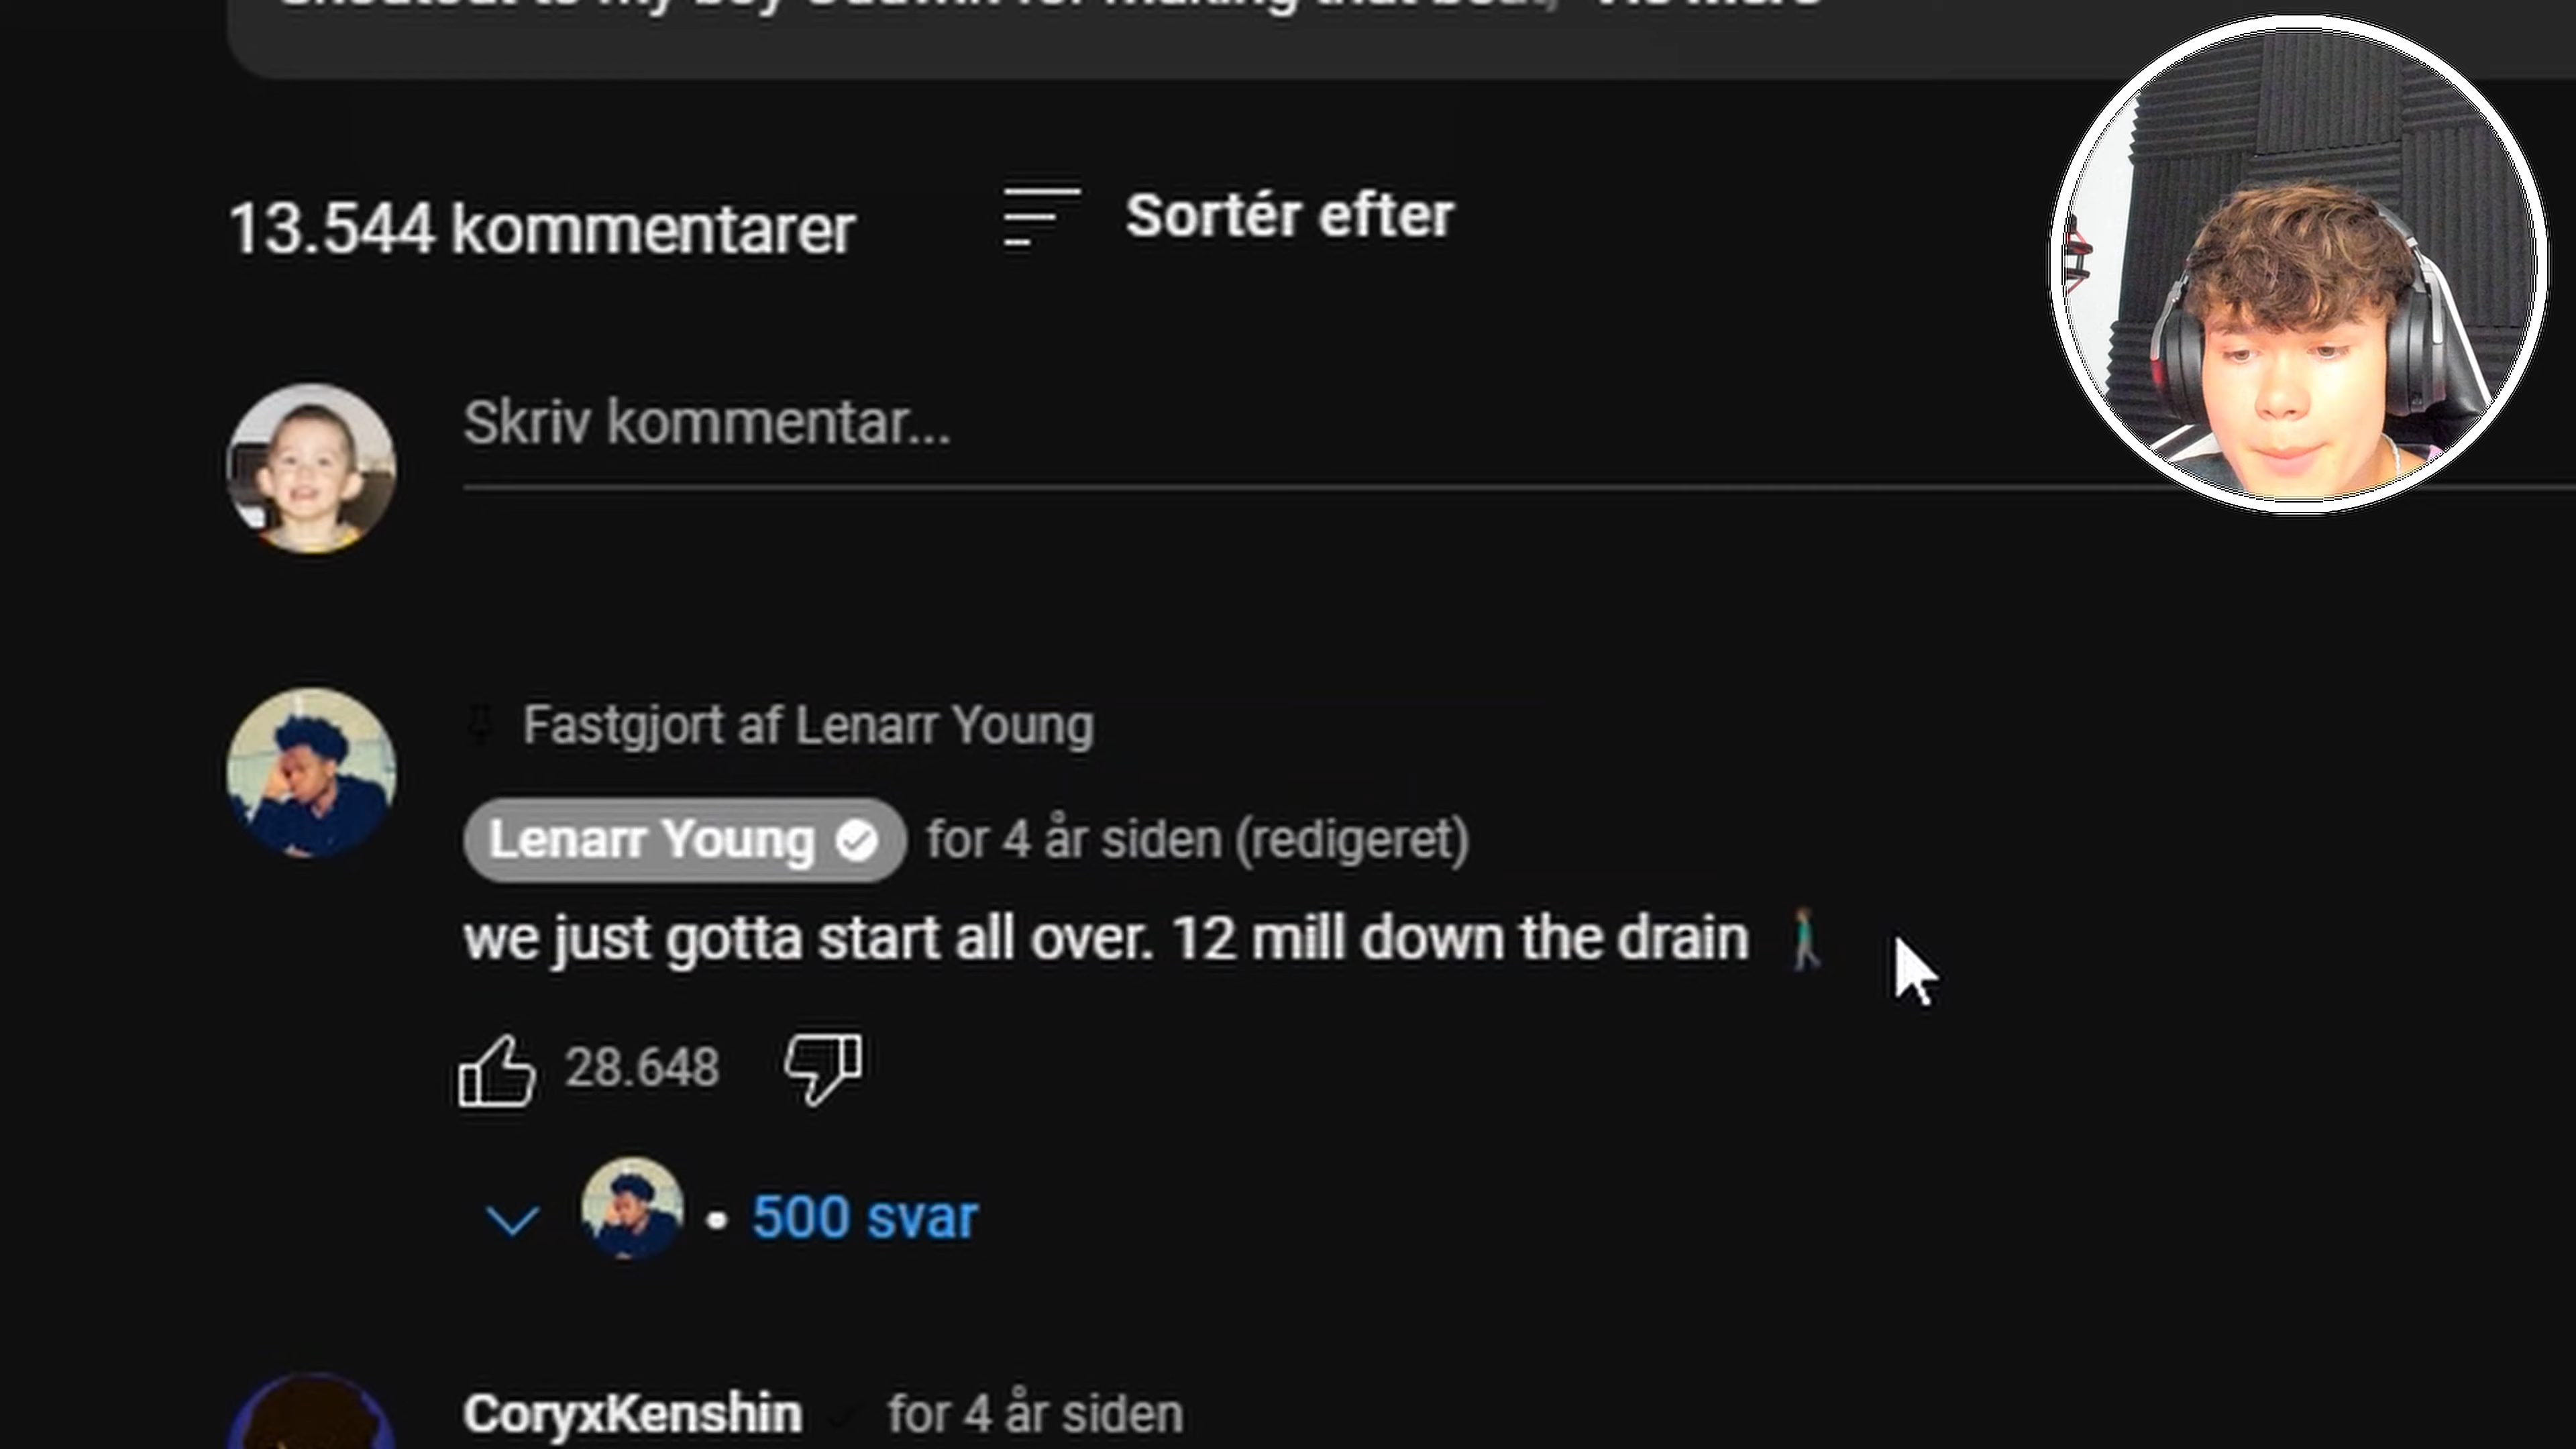 13.544 kommentarer
Sortér efter
Skriv kommentar...
Fastgjort af Lenarr Young
Lenarr Young for 4 år siden (redigeret)
we just gotta start all over. 12 mill down the drain
28.648
500 svar
CoryxKenshin for 4 år siden